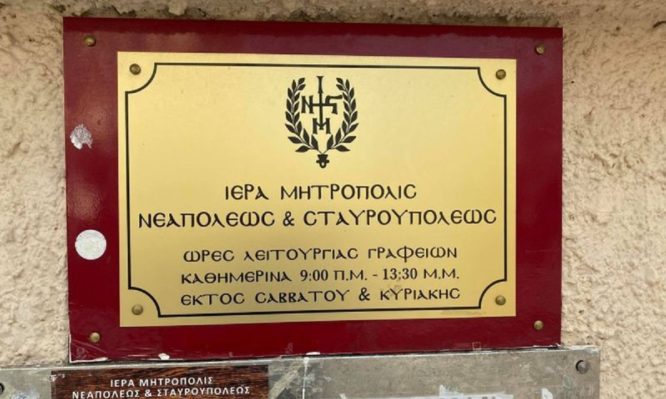 Ι
Ν Σ
Μ
ΙΕΡΑ ΜΗΤΡΟΠΟΛΙΣ
ΝΕΑΠΟΛΕΩΣ & ΣΤΑΥΡΟΥΠΟΛΕΩΣ
ΩΡΕΣ ΛΕΙΤΟΥΡΓΙΑΣ ΓΡΑΦΕΙΩΝ
ΚΑΘΗΜΕΡΙΝΑ 9:00 Π.Μ. - 13:30 Μ.Μ.
ΕΚΤΟΣ ΣΑΒΒΑΤΟΥ & ΚΥΡΙΑΚΗΣ
ΙΕΡΑ ΜΗΤΡΟΠΟΛΙΣ
ΝΕΑΠΟΛΕΩΣ & ΣΤΑΥΡΟΥΠΟΛΕΩΣ